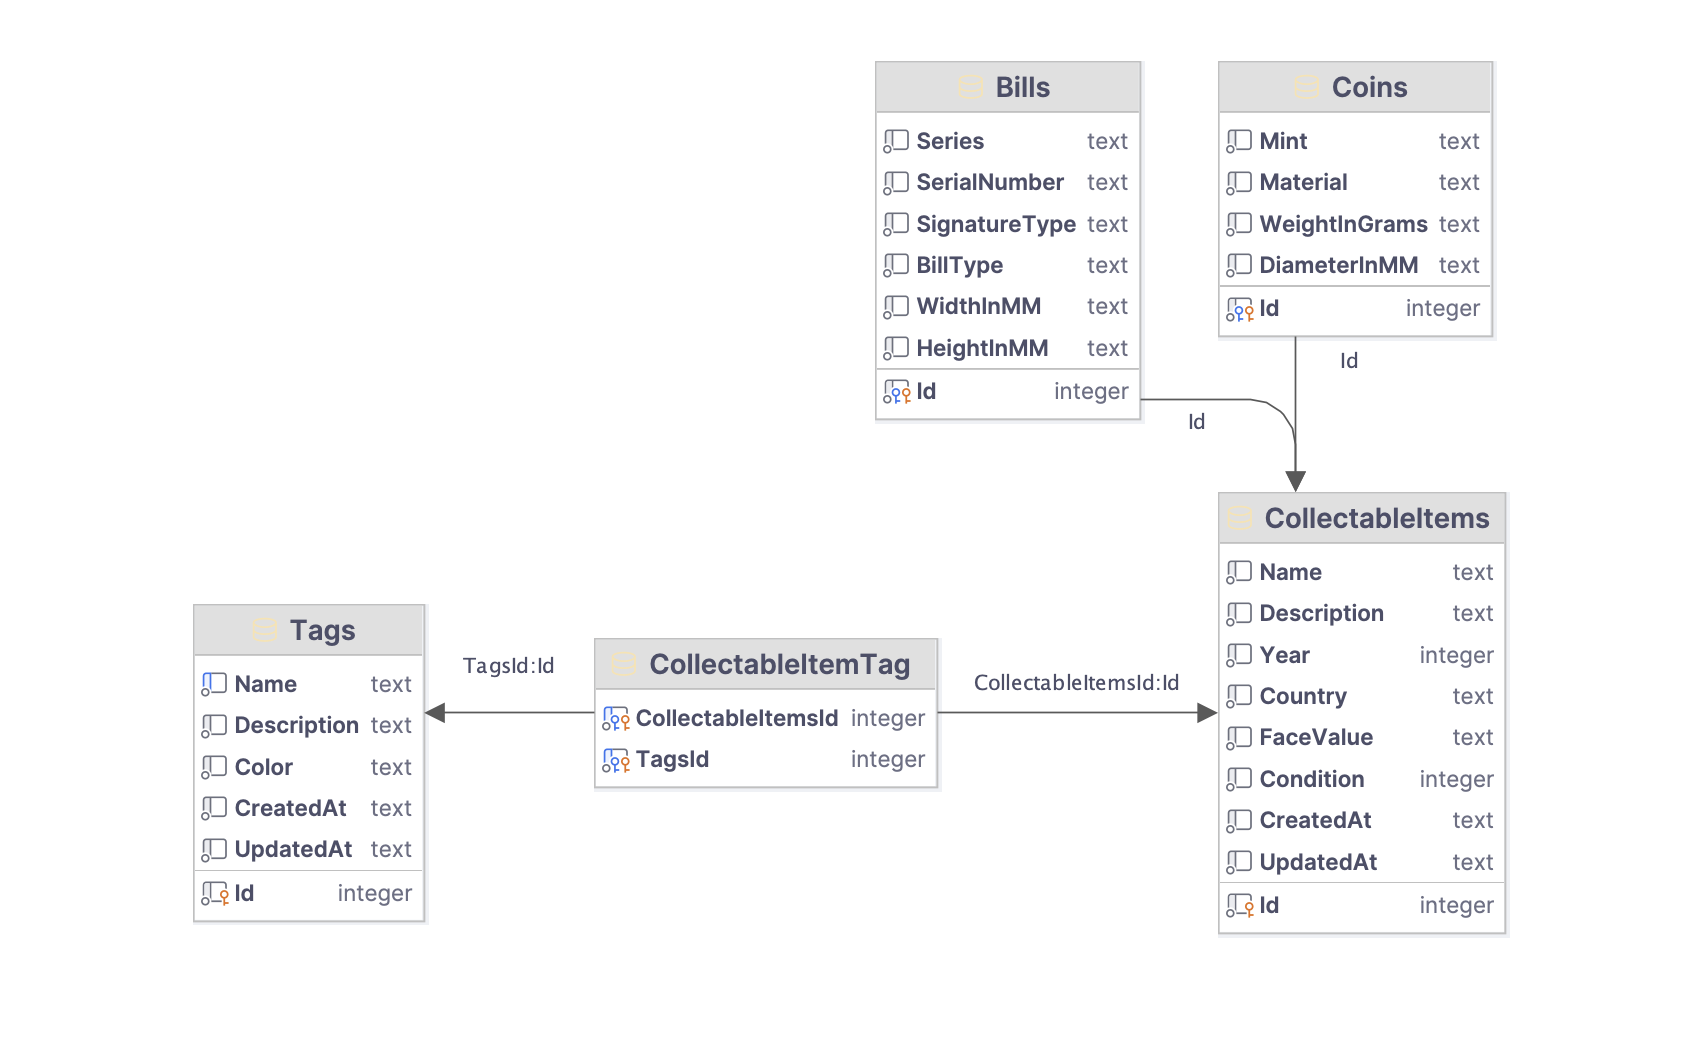 Bills
Series text
SerialNumber text
SignatureType text
BillType text
WidthInMM text
HeightInMM text
Id integer
Id
Coins
Mint text
Material text
WeightInGrams text
DiameterInMM text
Id integer
Id
Tags
Name text
Description text
Color text
CreatedAt text
UpdatedAt text
Id integer
TagsId:Id
CollectableItemTag
CollectableItemsId integer
TagsId integer
CollectableItemsId:Id
CollectableItems
Name text
Description text
Year integer
Country text
FaceValue text
Condition integer
CreatedAt text
UpdatedAt text
Id integer